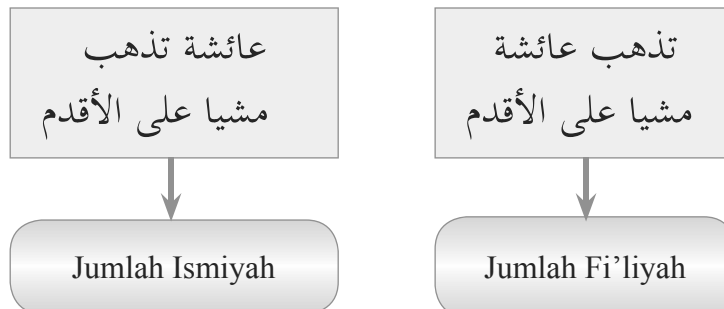 عائشة تذهب
مشيا على الأقدم
تذهب عائشة
مشيا على الأقدم
Jumlah Ismiyah
Jumlah Fi’liyah